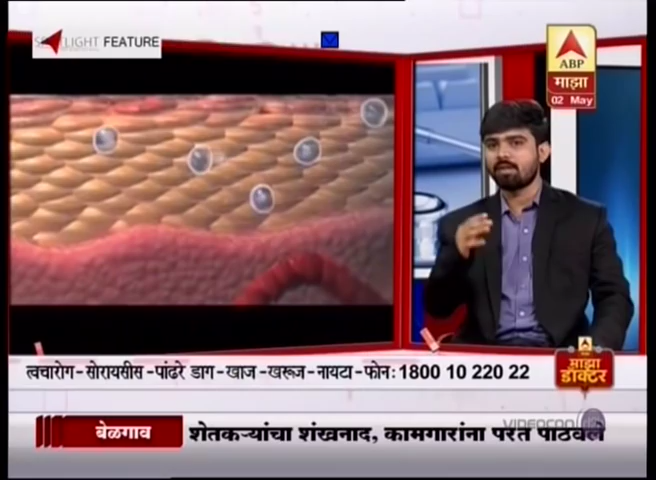 SPOTLIGHT FEATURE
ABP
माझा
02 May
त्वचारोग-सोरायसीस-पांढरे डाग-खाज-खरूज-नायटा-फोन: 1800 10 220 22
माझा
डॉक्टर
बेळगाव
शेतकऱ्यांचा शंखनाद, कामगारांना परत पाठवले
VIDEOCON